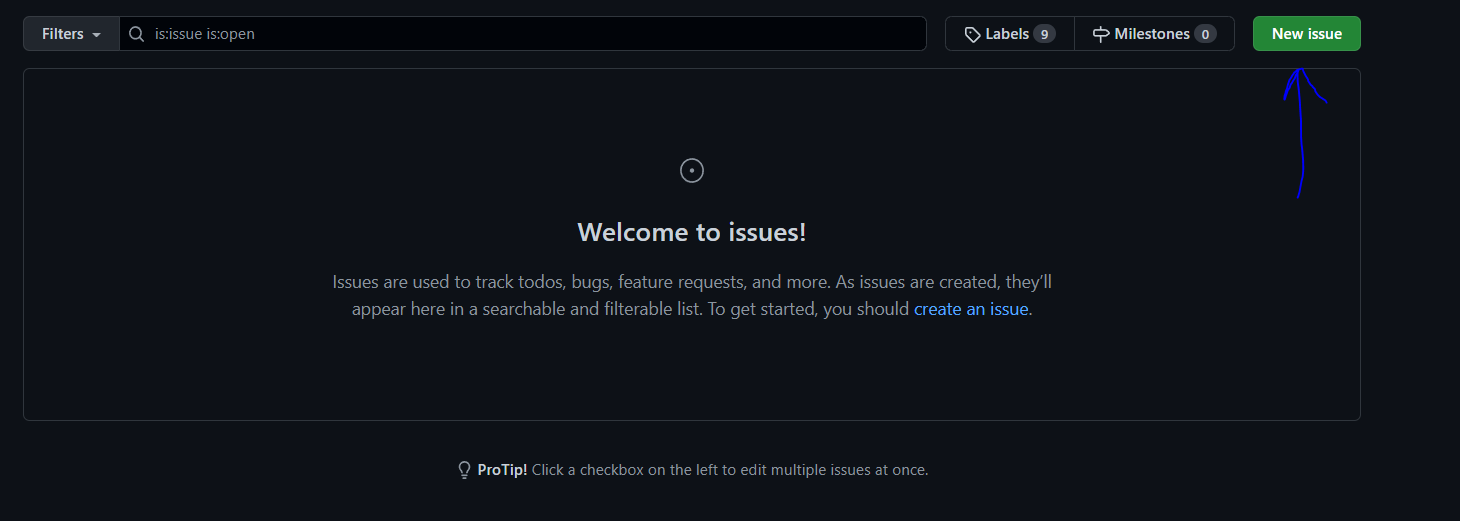 Filters is:issue is:open Labels 9 Milestones 0 New issue
Welcome to issues!
Issues are used to track todos, bugs, feature requests, and more. As issues are created, they’ll
appear here in a searchable and filterable list. To get started, you should create an issue.
ProTip! Click a checkbox on the left to edit multiple issues at once.